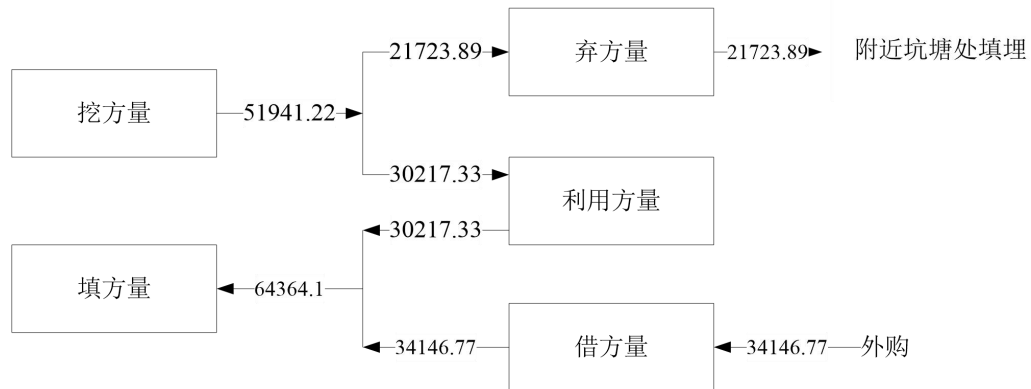 21723.89
弃方量
21723.89
附近坑塘处填埋
挖方量
51941.22
30217.33
利用方量
30217.33
填方量
64364.1
34146.77
借方量
34146.77
外购